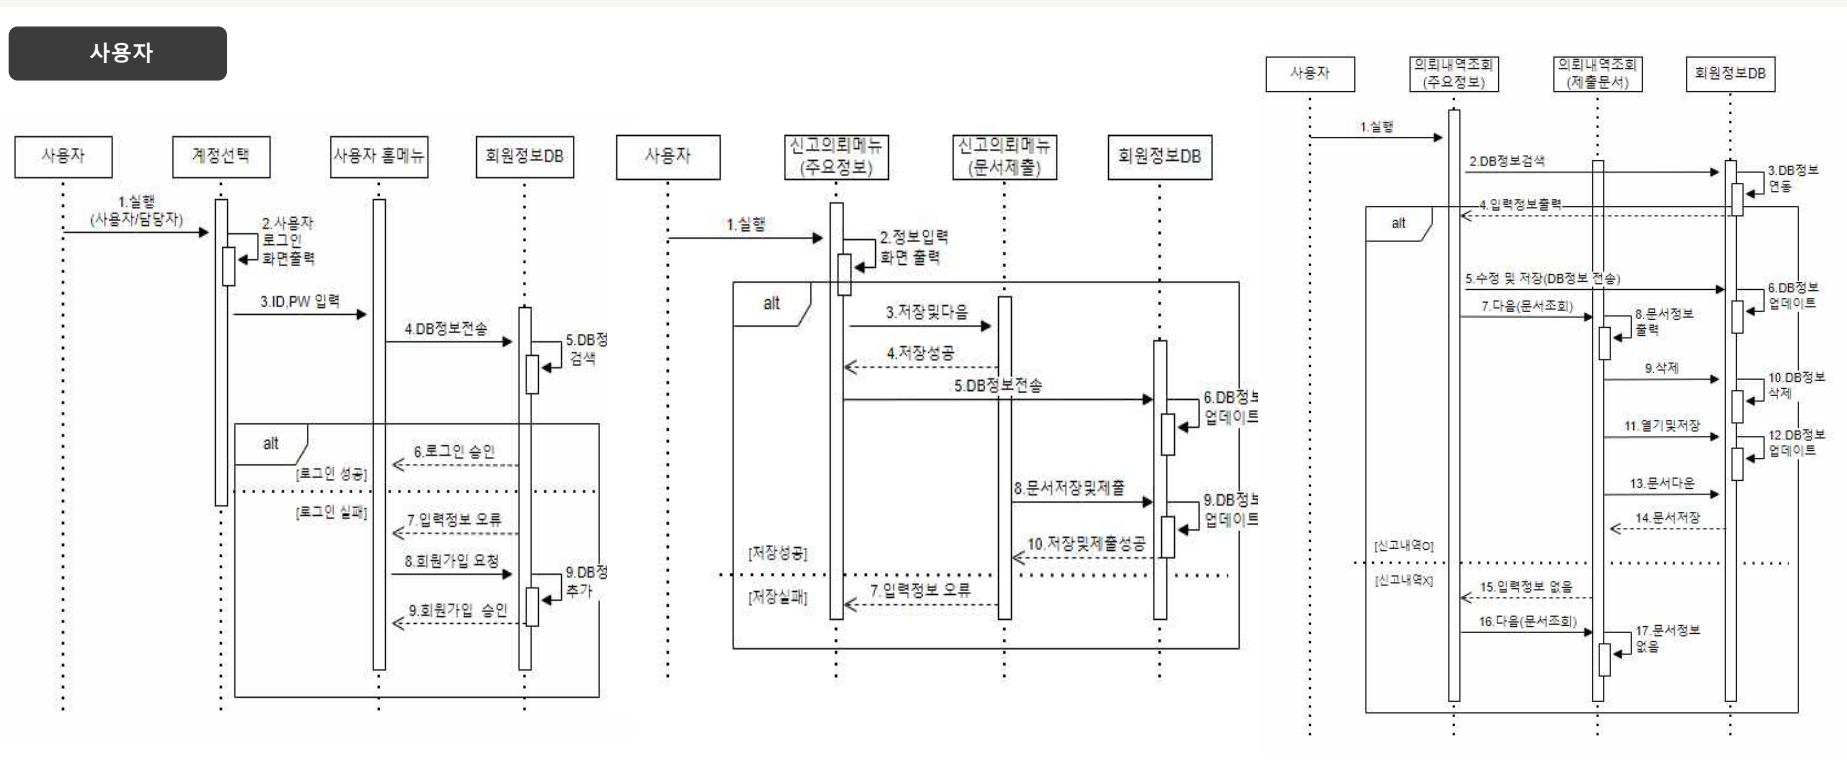 사용자
사용자
계정선택
사용자 홈메뉴
회원정보DB
1.실행
(사용자/담당자)
2.사용자
로그인
화면출력
3.ID,PW 입력
4.DB정보전송
5.DB정
검색
alt
6.로그인 승인
[로그인 성공]
[로그인 실패]
7.입력정보 오류
8.회원가입 요청
9.DB정
추가
9.회원가입 승인
사용자
신고의뢰메뉴
(주요정보)
신고의뢰메뉴
(문서제출)
회원정보DB
1.실행
2.정보입력
화면 출력
alt
3.저장및다음
4.저장성공
5.DB정보전송
6.DB정보
업데이트
8.문서저장및제출
9.DB정보
업데이트
10.저장및제출성공
[저장성공]
[저장실패]
7.입력정보 오류
사용자
의뢰내역조회
(주요정보)
의뢰내역조회
(제출문서)
회원정보DB
1.실행
2.DB정보검색
3.DB정보
연동
4.입력정보출력
alt
5.수정 및 저장(DB정보 전송)
6.DB정보
업데이트
7.다음(문서조회)
8.문서정보
출력
9.삭제
10.DB정보
삭제
11.열기및저장
12.DB정보
업데이트
13.문서다운
14.문서저장
[신고내역O]
[신고내역X]
15.입력정보 없음
16.다음(문서조회)
17.문서정보
없음